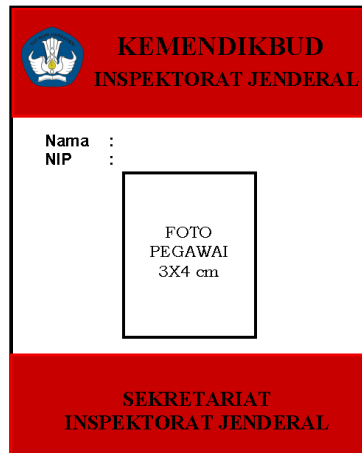 KEMENDIKBUD
INSPEKTORAT JENDERAL
Nama :
NIP :
FOTO
PEGAWAI
3X4 cm
SEKRETARIAT
INSPEKTORAT JENDERAL